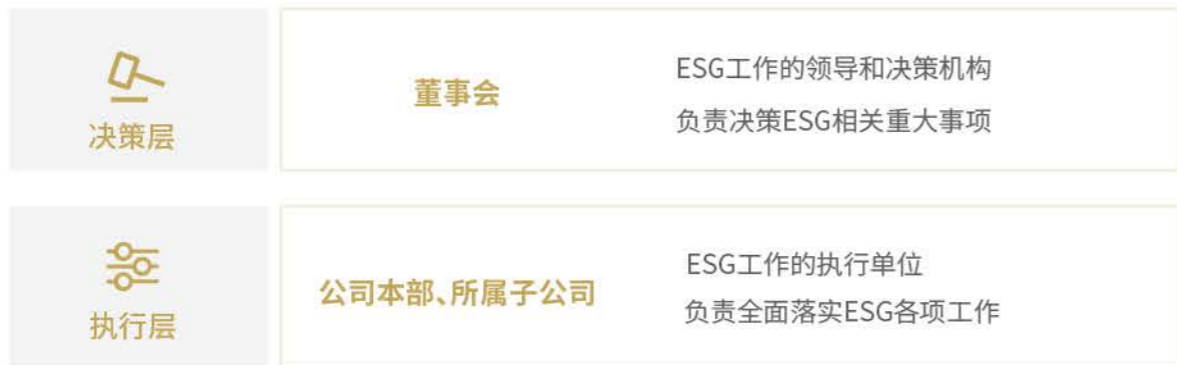 决策层
董事会
ESG工作的领导和决策机构
负责决策ESG相关重大事项
执行层
公司本部、所属子公司
ESG工作的执行单位
负责全面落实ESG各项工作